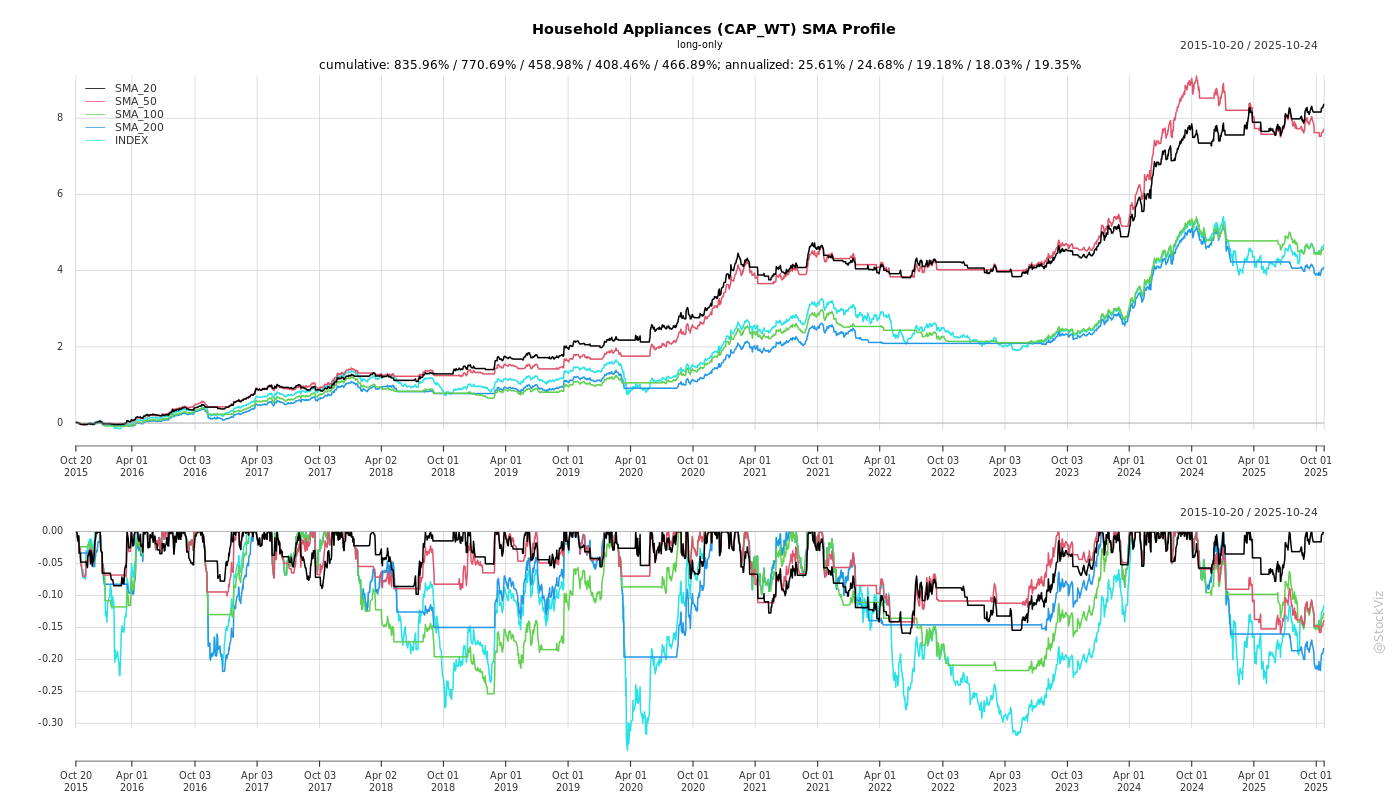 Household Appliances (CAP_WT) SMA Profile
long-only
2015-10-20 / 2025-10-24
cumulative: 835.96% / 770.69% / 458.98% / 408.46% / 466.89%; annualized: 25.61% / 24.68% / 19.18% / 18.03% / 19.35%
SMA_20
SMA_50
SMA_100
SMA_200
INDEX
8
6
4
2
0
Oct 20 Apr 01 Oct 03 Apr 03 Oct 03 Apr 02 Oct 01 Apr 01 Oct 01 Apr 01 Oct 01 Apr 01 Oct 01 Apr 01 Oct 03 Apr 03 Oct 03 Apr 01 Oct 01 Apr 01 Oct 01
2015 2016 2016 2017 2017 2018 2018 2019 2019 2020 2020 2021 2021 2022 2022 2023 2023 2024 2024 2025 2025
2015-10-20 / 2025-10-24
0.00
-0.05
-0.10
-0.15
-0.20
-0.25
-0.30
Oct 20 Apr 01 Oct 03 Apr 03 Oct 03 Apr 02 Oct 01 Apr 01 Oct 01 Apr 01 Oct 01 Apr 01 Oct 01 Apr 01 Oct 03 Apr 03 Oct 03 Apr 01 Oct 01 Apr 01 Oct 01
2015 2016 2016 2017 2017 2018 2018 2019 2019 2020 2020 2021 2021 2022 2022 2023 2023 2024 2024 2025 2025
@StockViz